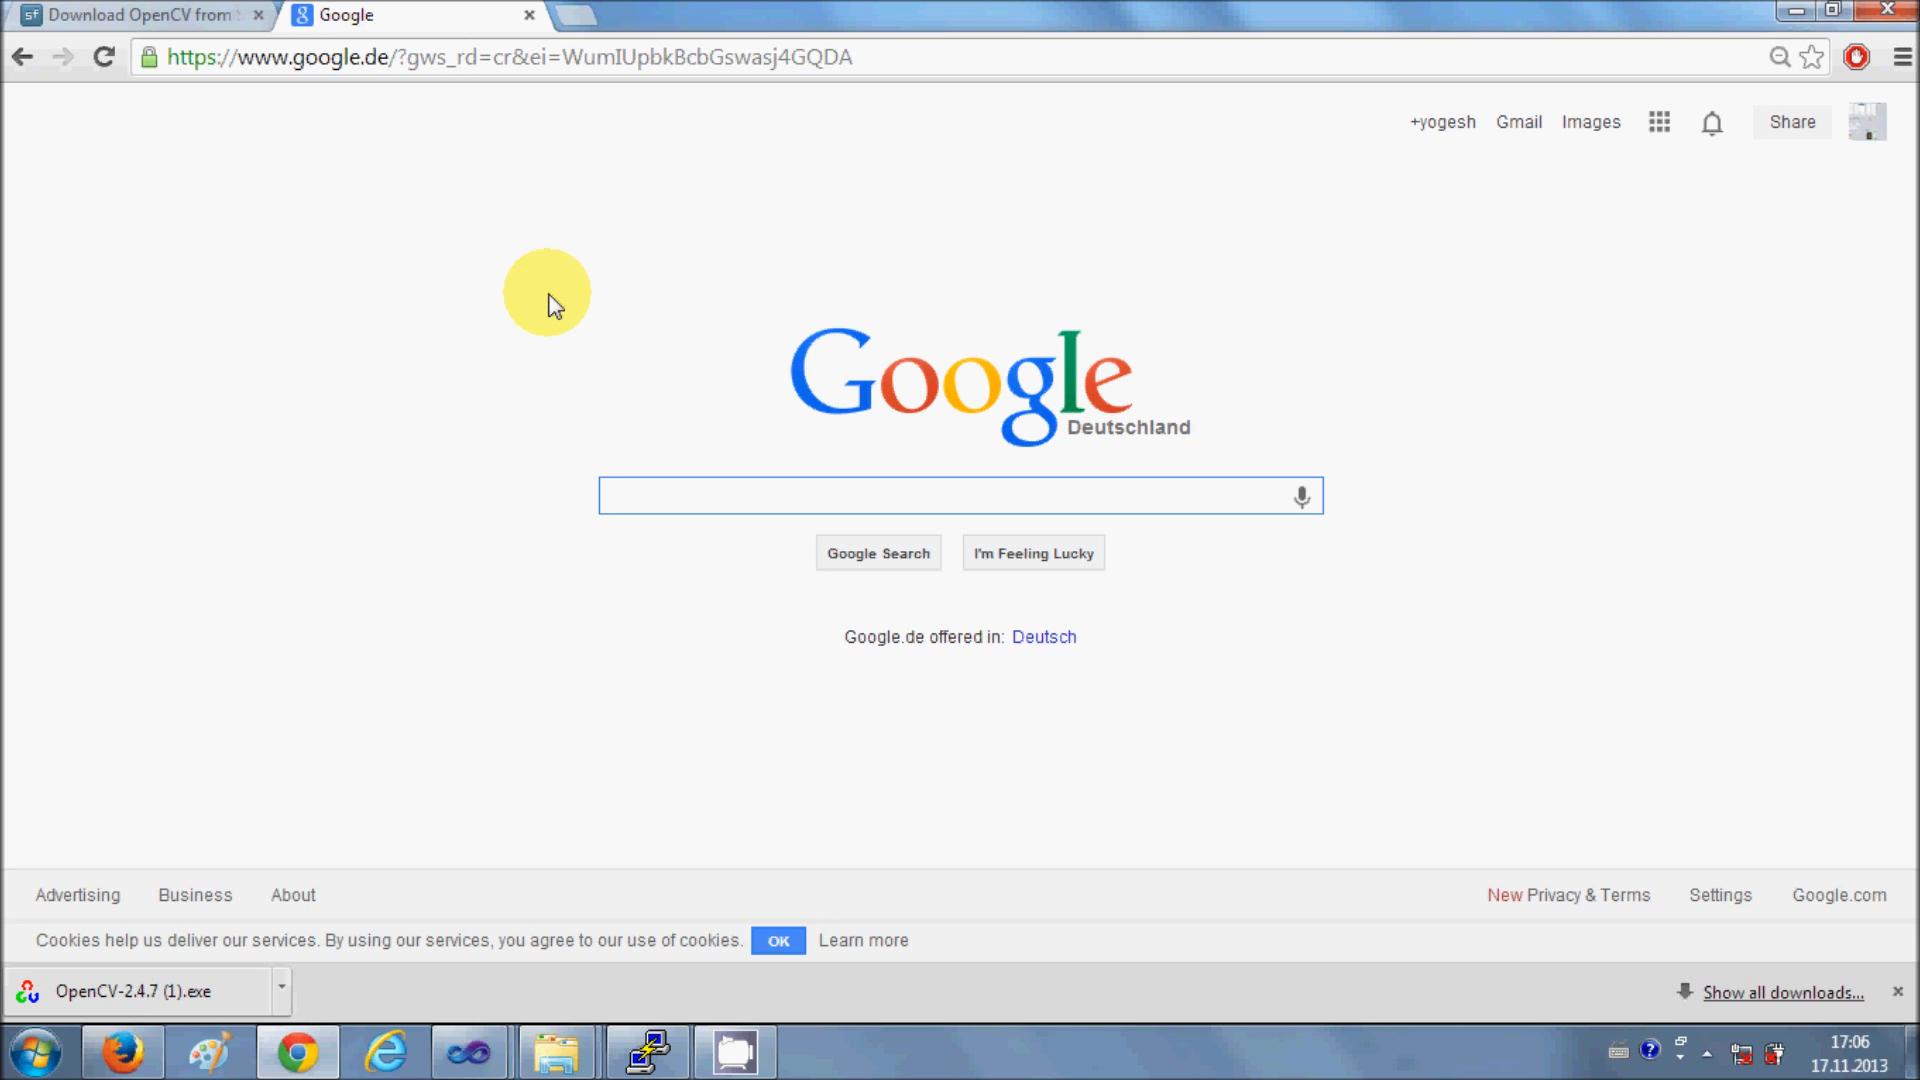 sf Download OpenCV from
8 Google
https://www.google.de/?gws_rd=cr&ei=WumIUpbkBcbGswasj4GQDA
+yogesh Gmail Images Share
Google
Deutschland
Google Search I'm Feeling Lucky
Google.de offered in: Deutsch
Advertising Business About New Privacy & Terms Settings Google.com
Cookies help us deliver our services. By using our services, you agree to our use of cookies. OK Learn more
OpenCV-2.4.7 (1).exe Show all downloads...
17:06
17.11.2013